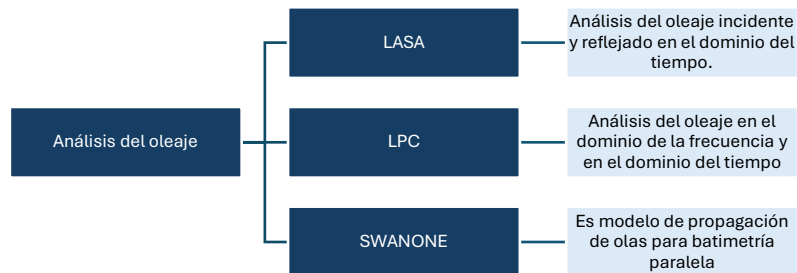 LASA
Análisis del oleaje incidente
y reflejado en el dominio del
tiempo.
Análisis del oleaje
LPC
Análisis del oleaje en el
dominio de la frecuencia y
en el dominio del tiempo
SWANONE
Es modelo de propagación
de olas para batimetría
paralela